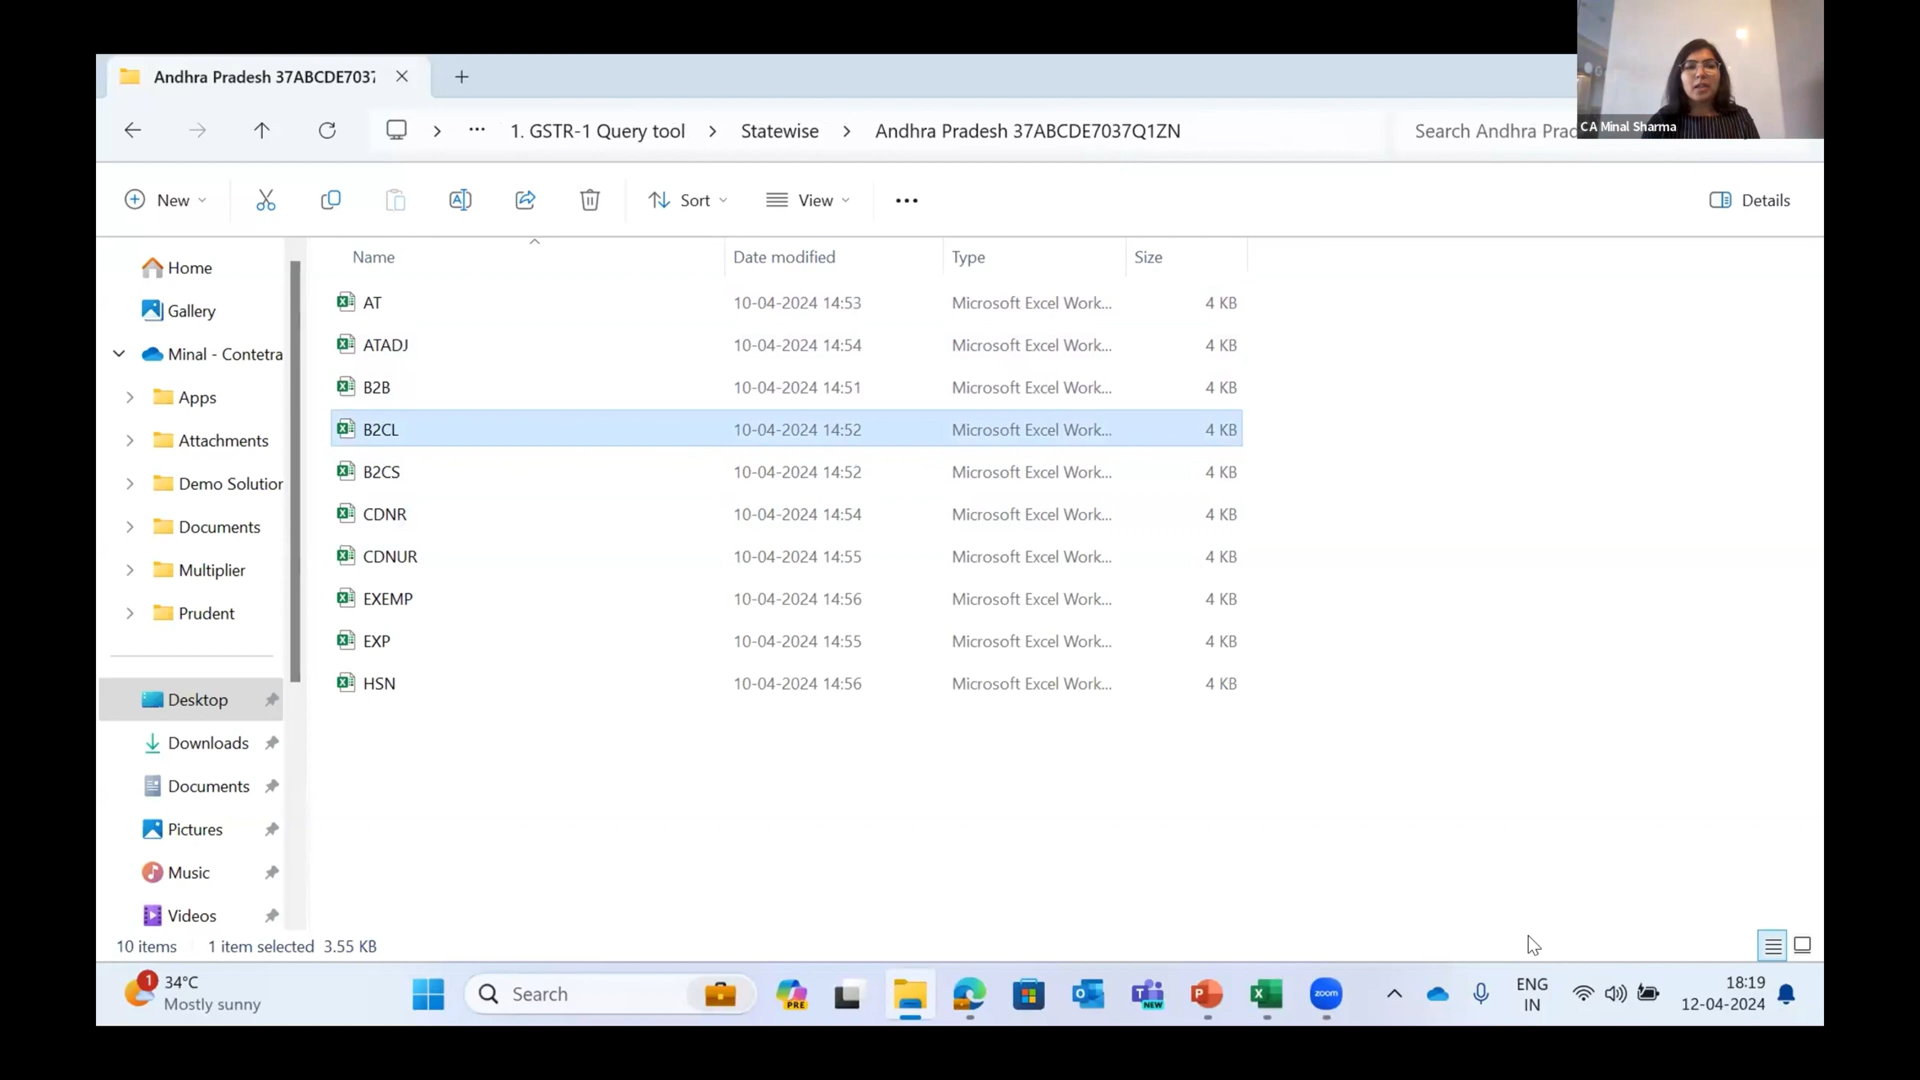 Andhra Pradesh 37ABCDE7037
CA Minal Sharma
1. GSTR-1 Query tool > Statewise > Andhra Pradesh 37ABCDE7037Q1ZN
Search Andhra Prad
New
Sort
View
Details
Name Date modified Type Size
Home
Gallery
Minal - Contetra
Apps
Attachments
Demo Solution
Documents
Multiplier
Prudent
Desktop
Downloads
Documents
Pictures
Music
Videos
AT 10-04-2024 14:53 Microsoft Excel Work... 4 KB
ATADJ 10-04-2024 14:54 Microsoft Excel Work... 4 KB
B2B 10-04-2024 14:51 Microsoft Excel Work... 4 KB
B2CL 10-04-2024 14:52 Microsoft Excel Work... 4 KB
B2CS 10-04-2024 14:52 Microsoft Excel Work... 4 KB
CDNR 10-04-2024 14:54 Microsoft Excel Work... 4 KB
CDNUR 10-04-2024 14:55 Microsoft Excel Work... 4 KB
EXEMP 10-04-2024 14:56 Microsoft Excel Work... 4 KB
EXP 10-04-2024 14:55 Microsoft Excel Work... 4 KB
HSN 10-04-2024 14:56 Microsoft Excel Work... 4 KB
10 items 1 item selected 3.55 KB
1
34°C
Mostly sunny
Search
PRE
NEW
zoom
ENG
IN
18:19
12-04-2024